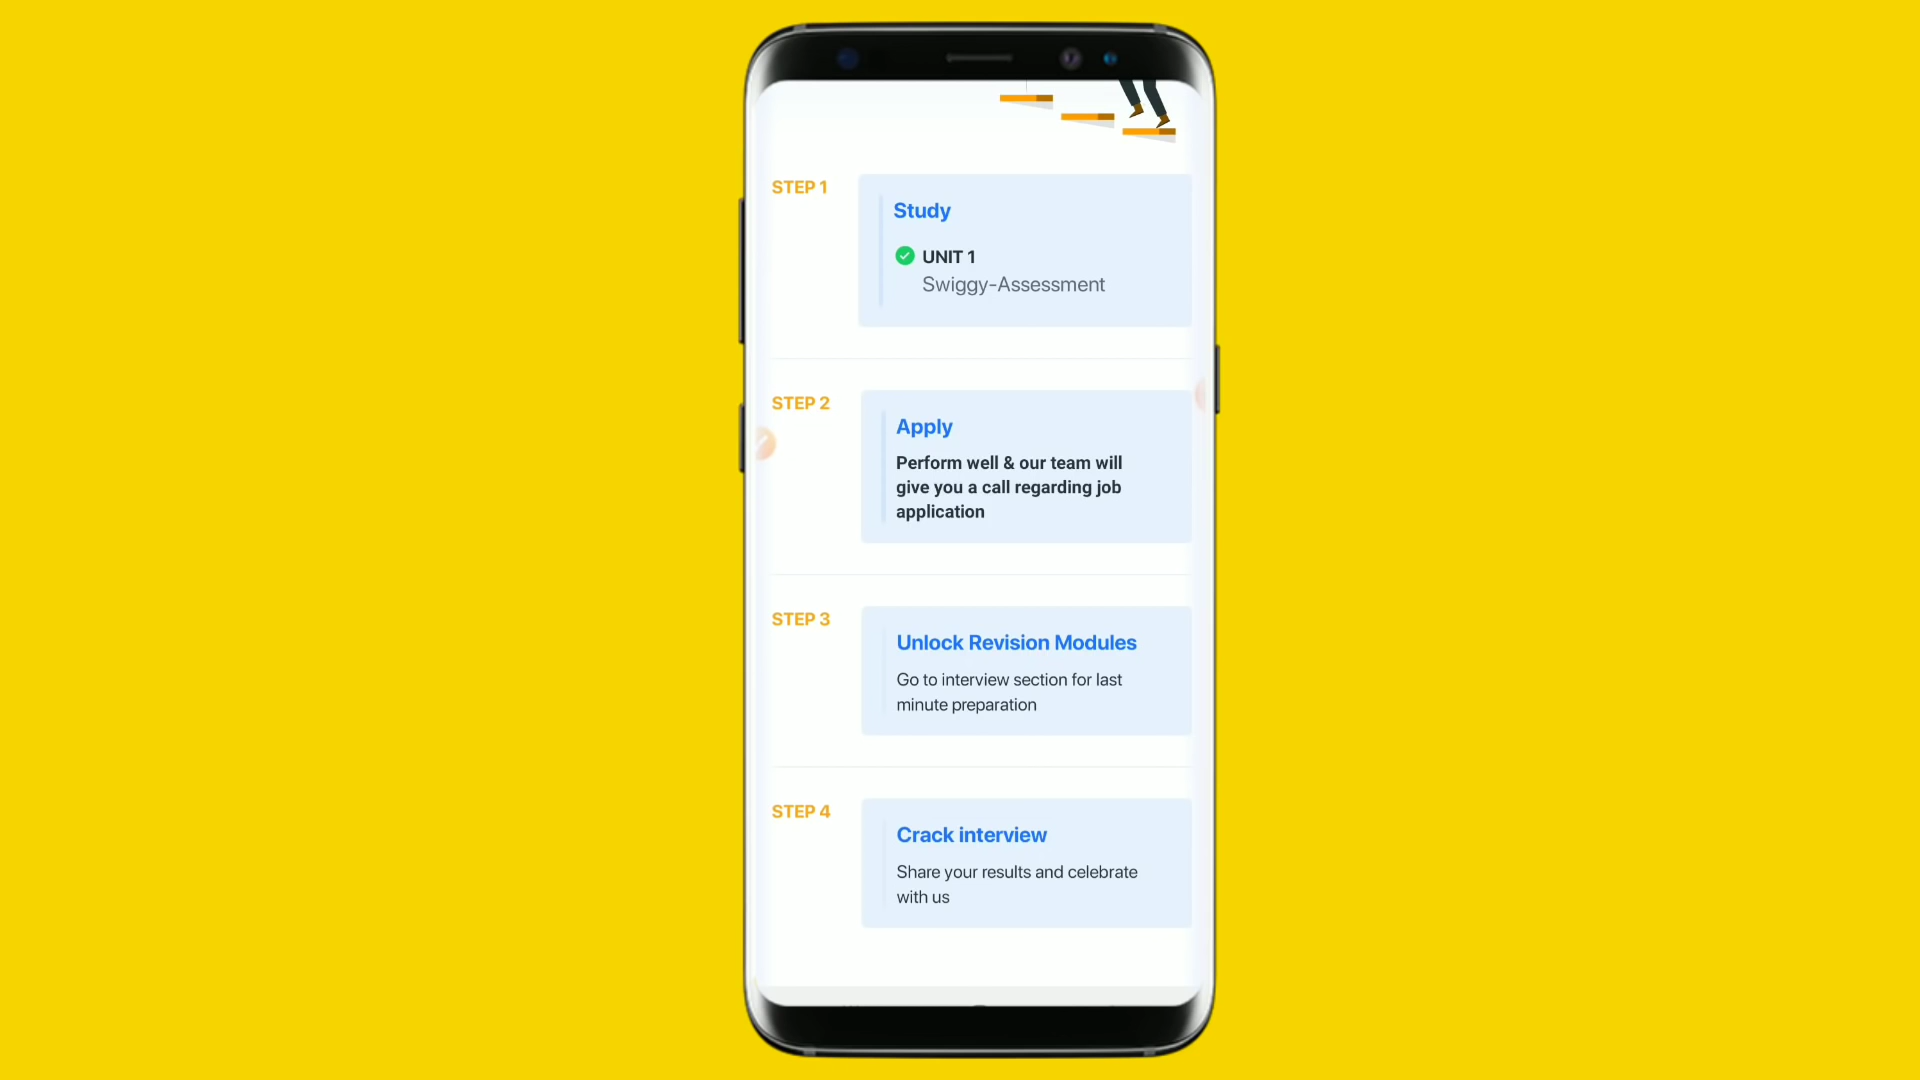 STEP 1
Study
UNIT 1
Swiggy-Assessment
STEP 2
Apply
Perform well & our team will
give you a call regarding job
application
STEP 3
Unlock Revision Modules
Go to interview section for last
minute preparation
STEP 4
Crack interview
Share your results and celebrate
with us